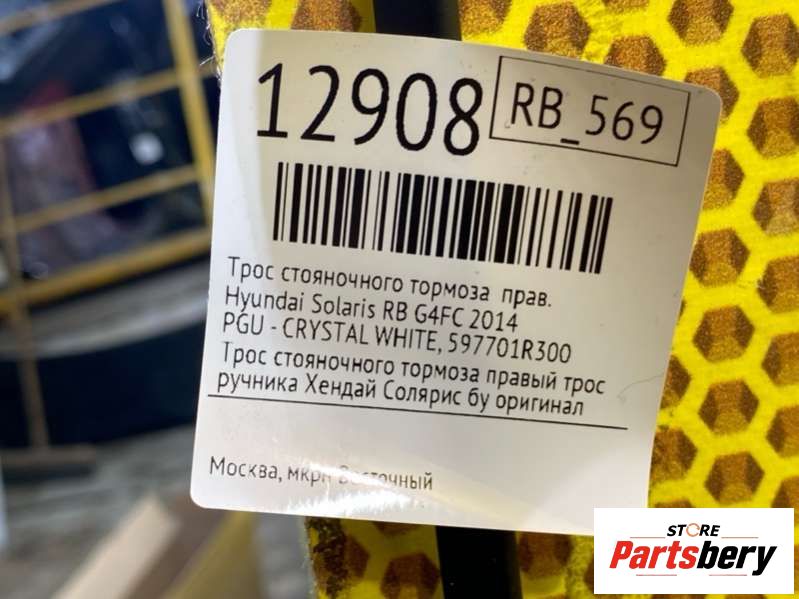 12908
RB_569
Трос стояночного тормоза прав.
Hyundai Solaris RB G4FC 2014
PGU - CRYSTAL WHITE, 597701R300
Трос стояночного тормоза правый трос
ручника Хендай Солярис бу оригинал
Москва, мкрн Восточный
STORE
Partsbery